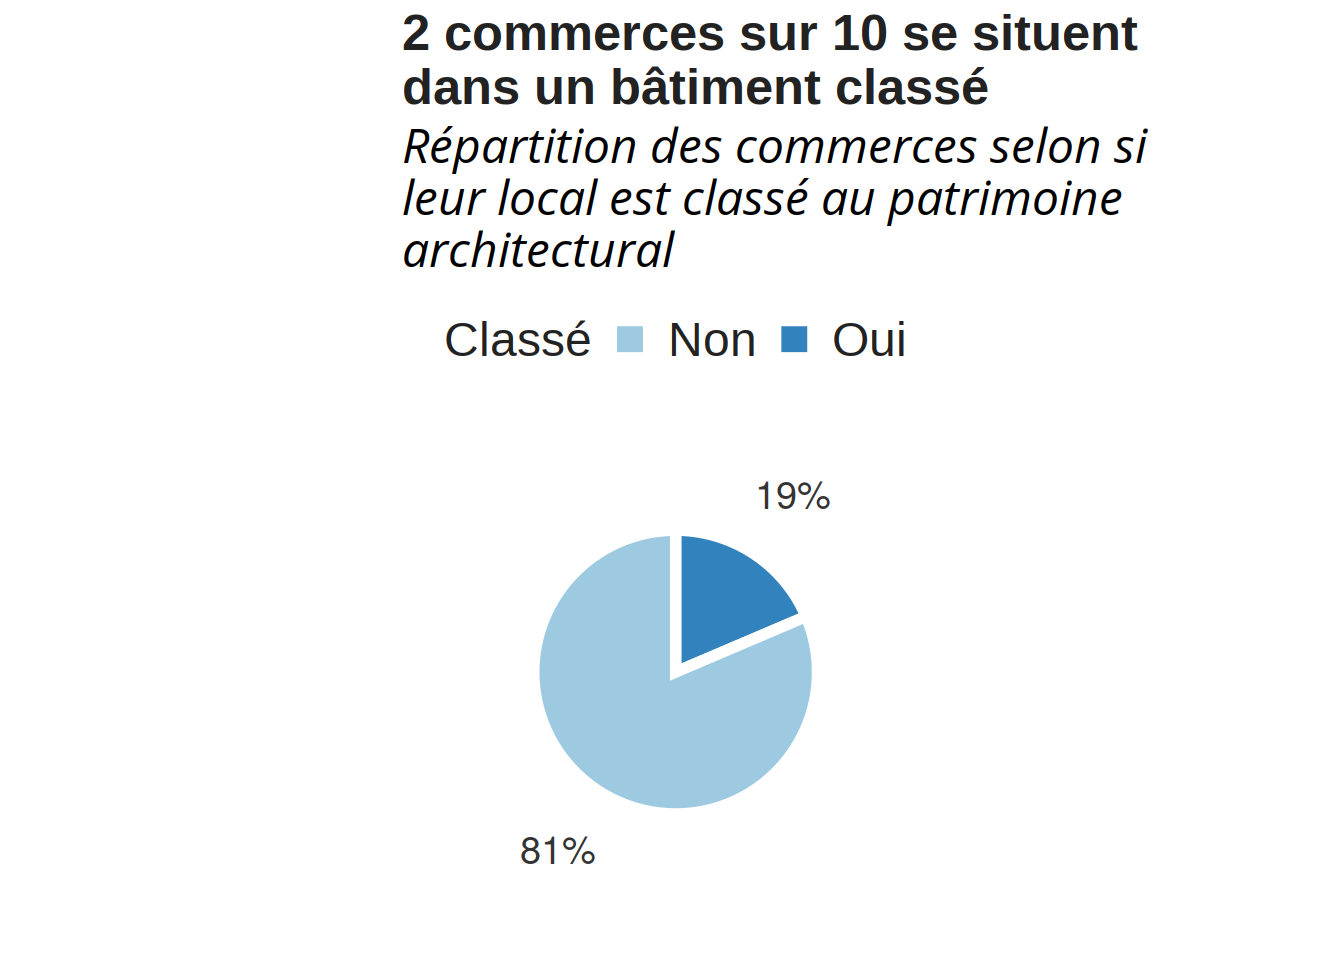 2 commerces sur 10 se situent
dans un bâtiment classé
Répartition des commerces selon si
leur local est classé au patrimoine
architectural
Classé Non Oui
19%
81%